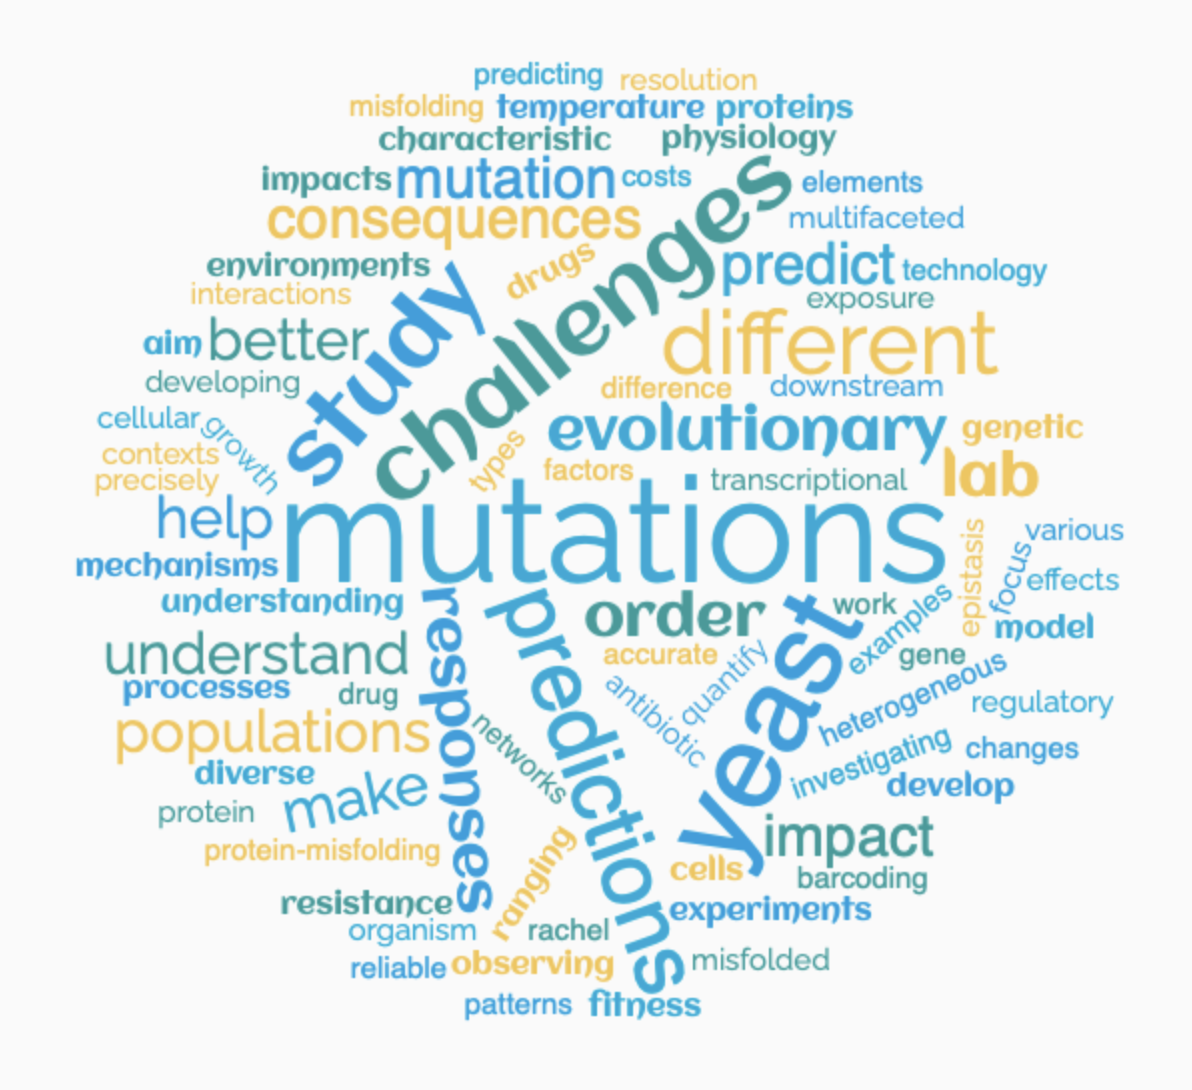 predicting
resolution
misfolding
temperature
proteins
characteristic
physiology
impacts
mutation
costs
elements
challenges
consequences
multifaceted
environments
drugs
predict
technology
interactions
study
exposure
aim
better
different
developing
difference
downstream
cellular
growth
evolutionary
genetic
contexts
types
factors
transcriptional
lab
precisely
help
mutations
epistasis
various
mechanisms
focus
effects
understanding
responses
predictions
order
yeast
work
examples
model
understand
accurate
quantify
gene
processes
drug
antibiotic
heterogeneous
regulatory
populations
networks
investigating
changes
diverse
make
develop
protein
impact
protein-misfolding
ranging
cells
barcoding
resistance
experiments
organism
rachel
reliable
observing
misfolded
patterns
fitness